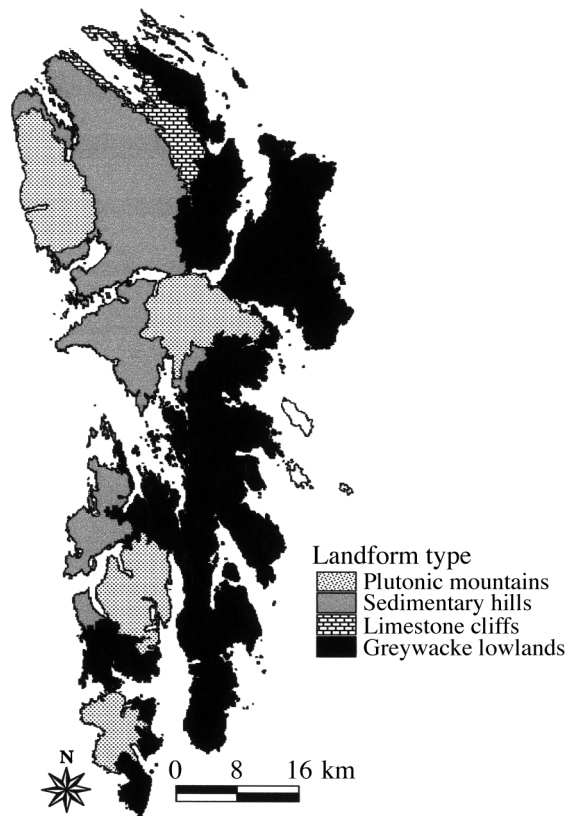 Landform type
Plutonic mountains
Sedimentary hills
Limestone cliffs
Greywacke lowlands
N
0 8 16 km